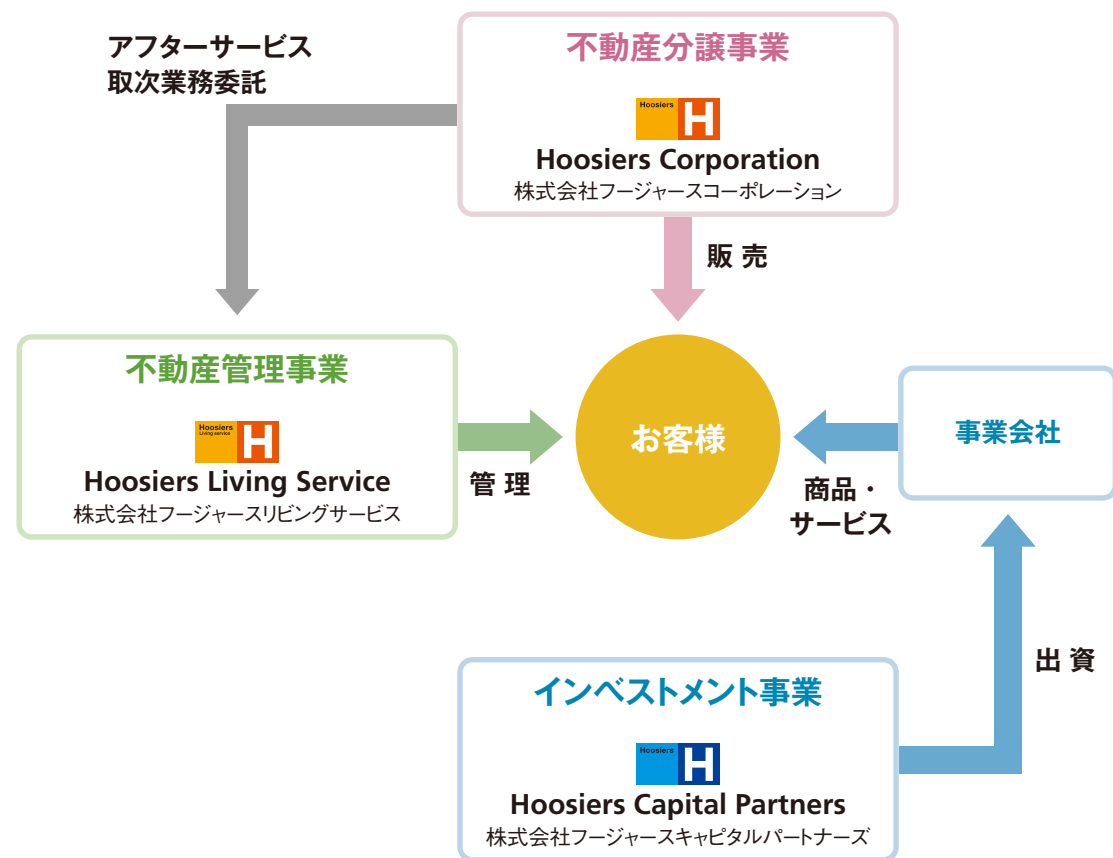 アフターサービス
取次業務委託
不動産分譲事業
Hoosiers
H
Hoosiers Corporation
株式会社フージャースコーポレーション
販 売
不動産管理事業
Hoosiers
Living service
H
Hoosiers Living Service
株式会社フージャースリビングサービス
管 理
お客様
事業会社
商品・
サービス
出 資
インベストメント事業
Hoosiers
H
Hoosiers Capital Partners
株式会社フージャースキャピタルパートナーズ